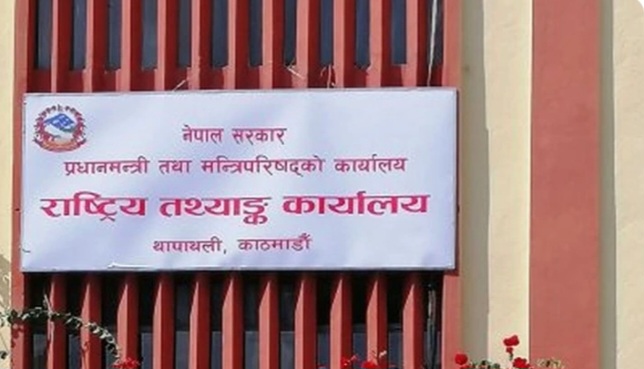 नेपाल सरकार
प्रधानमन्त्री तथा मन्त्रिपरिषद्को कार्यालय
राष्ट्रिय तथ्याङ्क कार्यालय
थापाथली, काठमाडौं